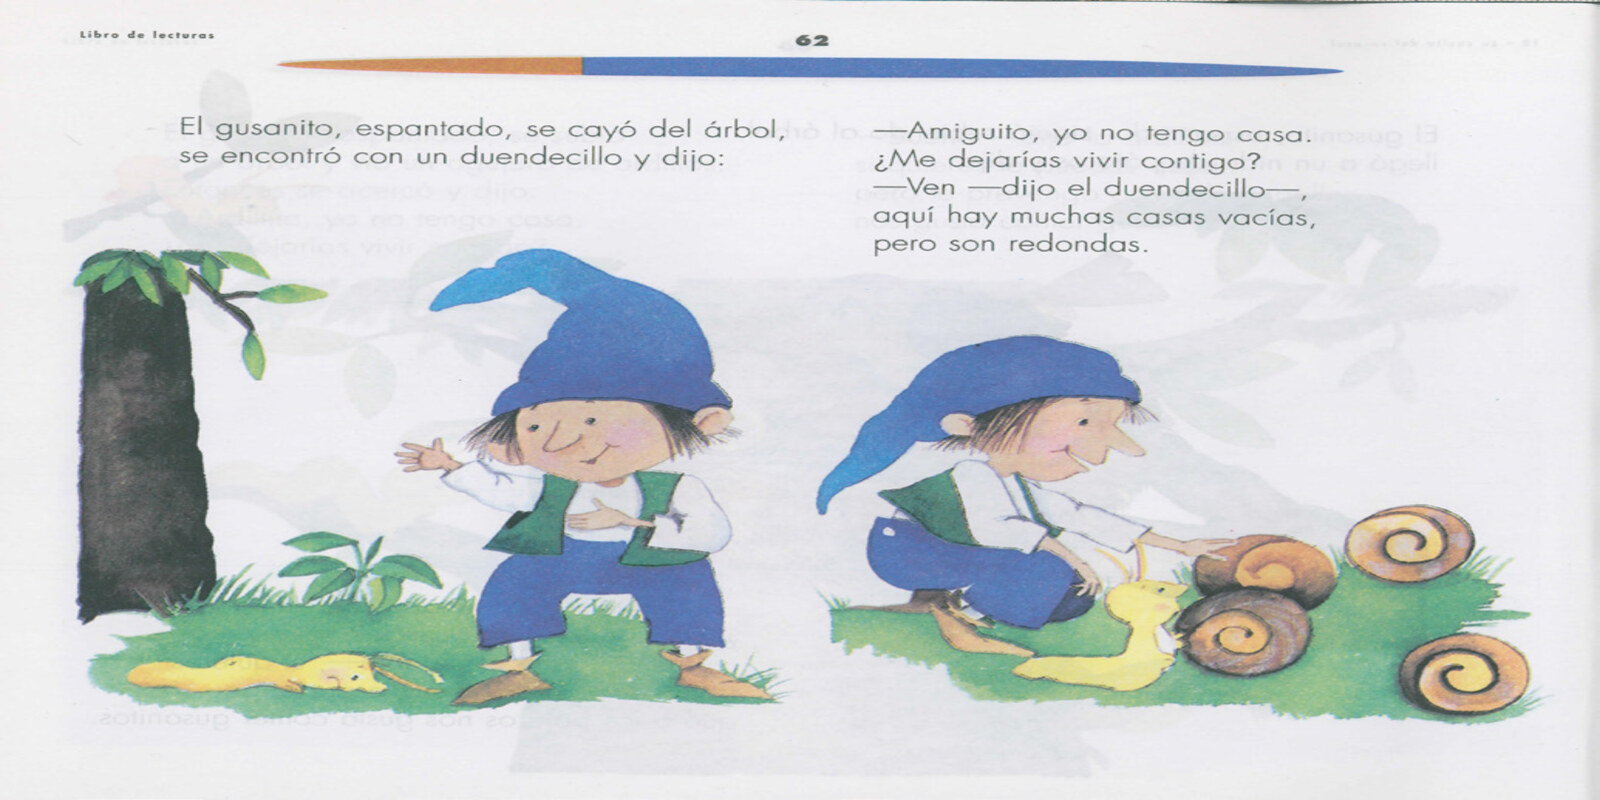 Libro de lecturas
62
El gusanito, espantado, se cayó del árbol,
se encontró con un duendecillo y dijo:
—Amiguito, yo no tengo casa.
¿Me dejarías vivir contigo?
—Ven —dijo el duendecillo—,
aquí hay muchas casas vacías,
pero son redondas.